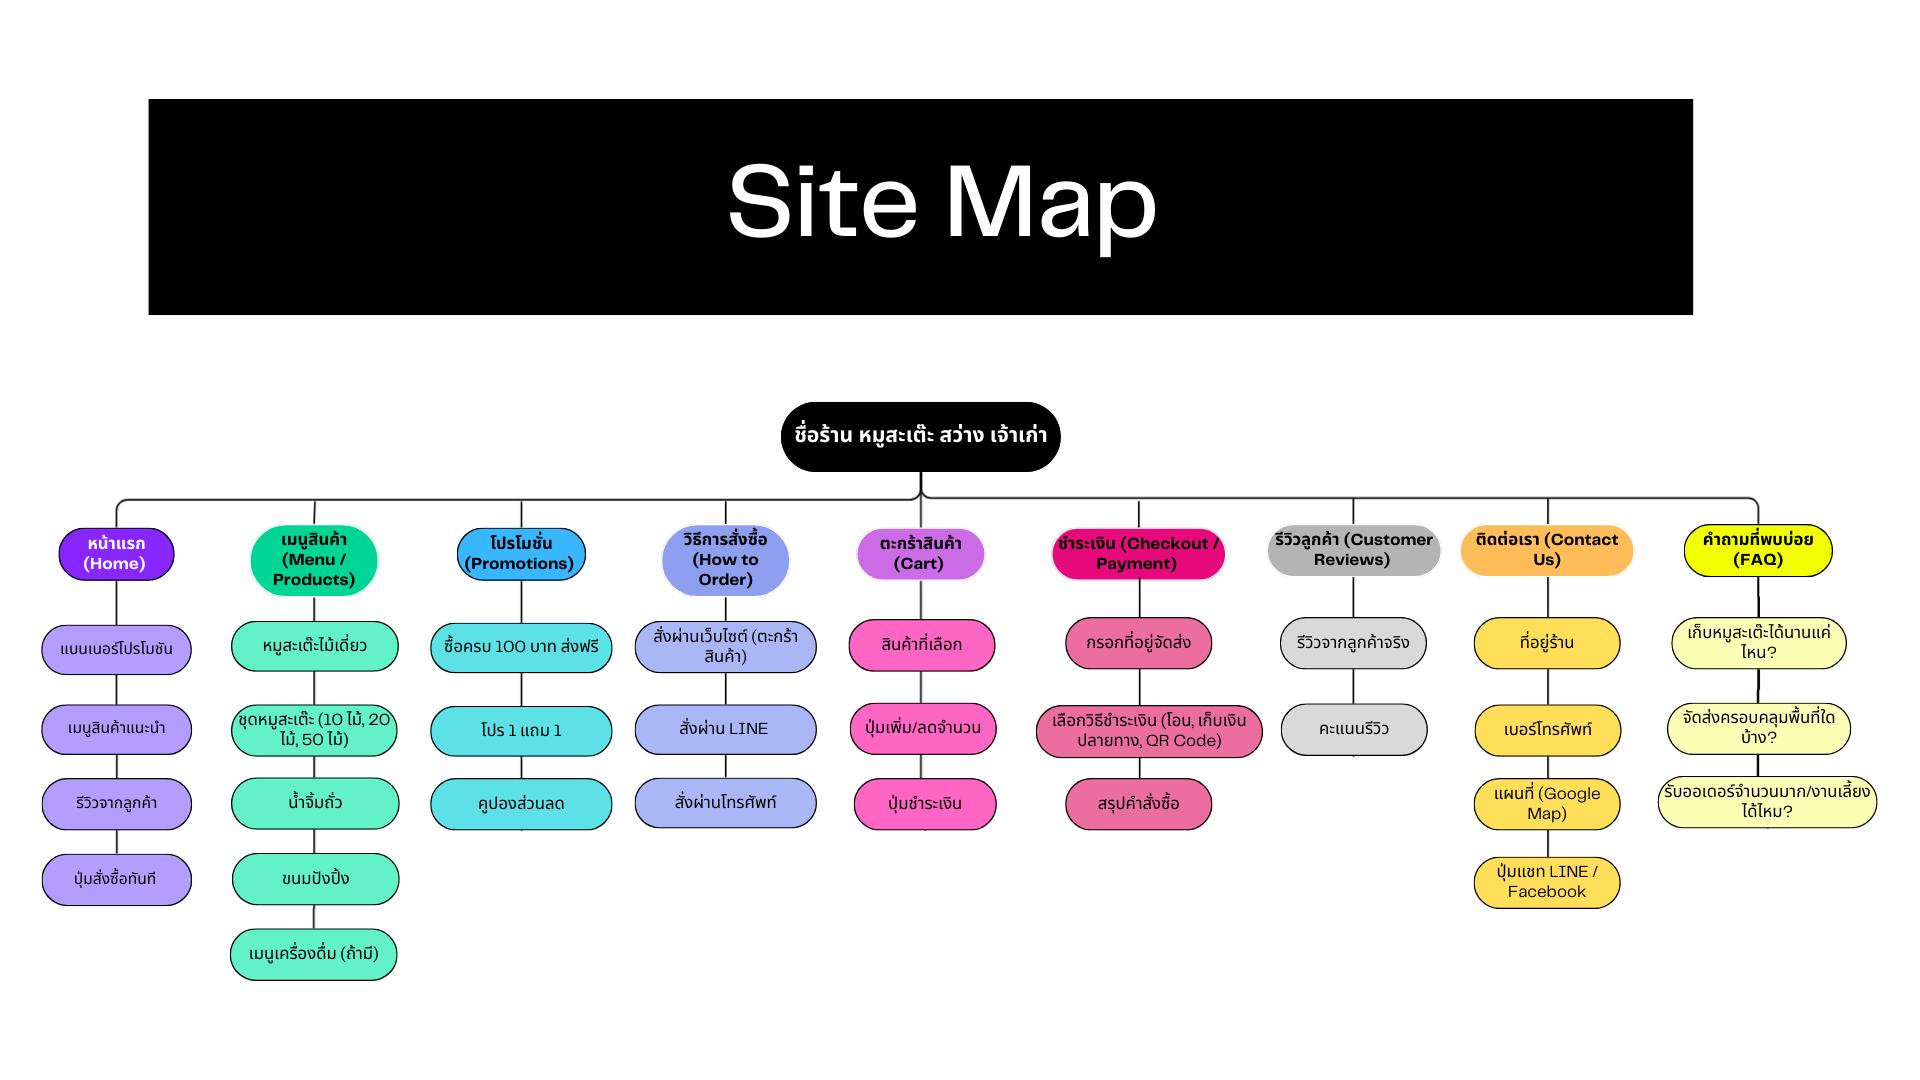 Site Map
ชื่อร้าน หมูสะเต๊ะ สว่าง เจ้าเก่า
หน้าแรก
(Home)
แบนเนอร์โปรโมชัน
เมนูสินค้าแนะนำ
รีวิวจากลูกค้า
ปุ่มสั่งซื้อทันที
เมนูสินค้า
(Menu /
Products)
หมูสะเต๊ะไม้เดี่ยว
ชุดหมูสะเต๊ะ (10 ไม้, 20
ไม้, 50 ไม้)
น้ำจิ้มถั่ว
ขนมปังปิ้ง
เมนูเครื่องดื่ม (ถ้ามี)
โปรโมชั่น
(Promotions)
ซื้อครบ 100 บาท ส่งฟรี
โปร 1 แถม 1
คูปองส่วนลด
วิธีการสั่งซื้อ
(How to
Order)
สั่งผ่านเว็บไซต์ (ตะกร้า
สินค้า)
สั่งผ่าน LINE
สั่งผ่านโทรศัพท์
ตะกร้าสินค้า
(Cart)
สินค้าที่เลือก
ปุ่มเพิ่ม/ลดจำนวน
ปุ่มชำระเงิน
ชำระเงิน (Checkout /
Payment)
กรอกที่อยู่จัดส่ง
เลือกวิธีชำระเงิน (โอน, เก็บเงิน
ปลายทาง, QR Code)
สรุปคำสั่งซื้อ
รีวิวลูกค้า (Customer
Reviews)
รีวิวจากลูกค้าจริง
คะแนนรีวิว
ติดต่อเรา (Contact
Us)
ที่อยู่ร้าน
เบอร์โทรศัพท์
แผนที่ (Google
Map)
ปุ่มแชท LINE /
Facebook
คำถามที่พบบ่อย
(FAQ)
เก็บหมูสะเต๊ะได้นานแค่
ไหน?
จัดส่งครอบคลุมพื้นที่ใด
บ้าง?
รับออเดอร์จำนวนมาก/งานเลี้ยง
ได้ไหม?